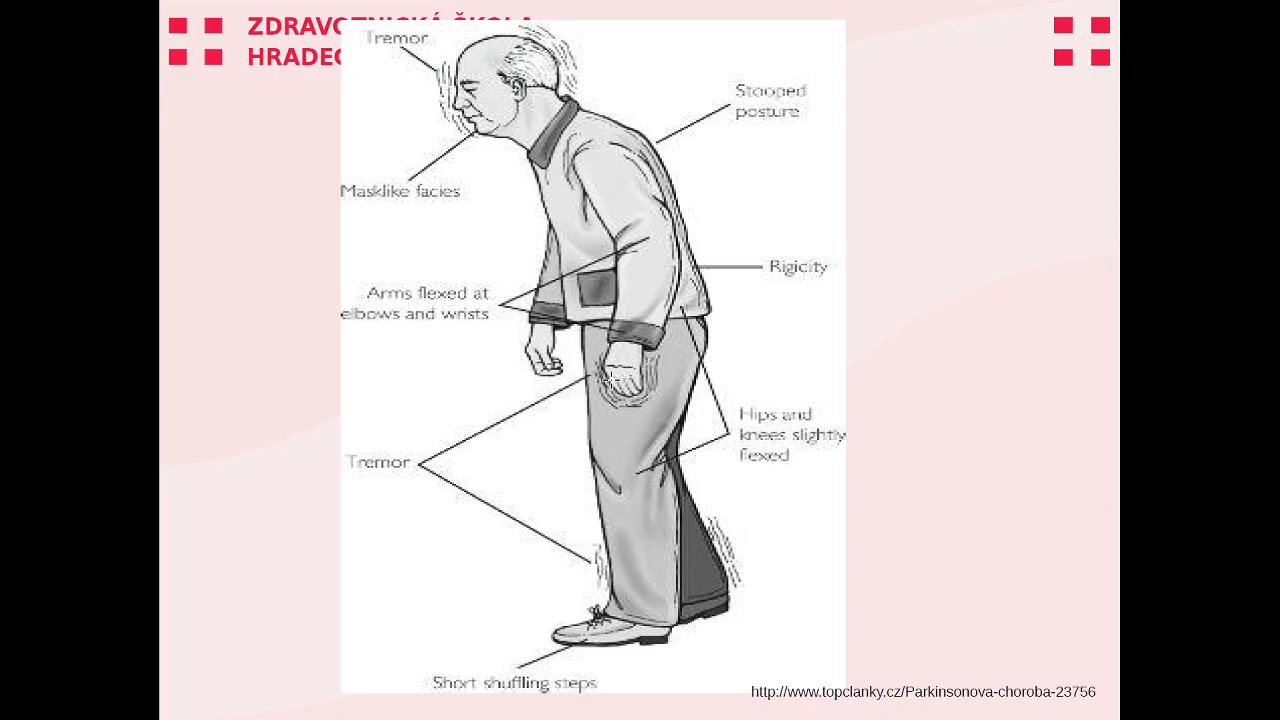 ZDRAVOTNICKÁ ŠKOLA
HRADEC
Tremor
Stooped
posture
Masklike facies
Rigicity
Arms flexed at
elbows and wrists
Hips and
knees slightly
flexed
Tremor
Short shuffling steps
http://www.topclanky.cz/Parkinsonova-choroba-23756